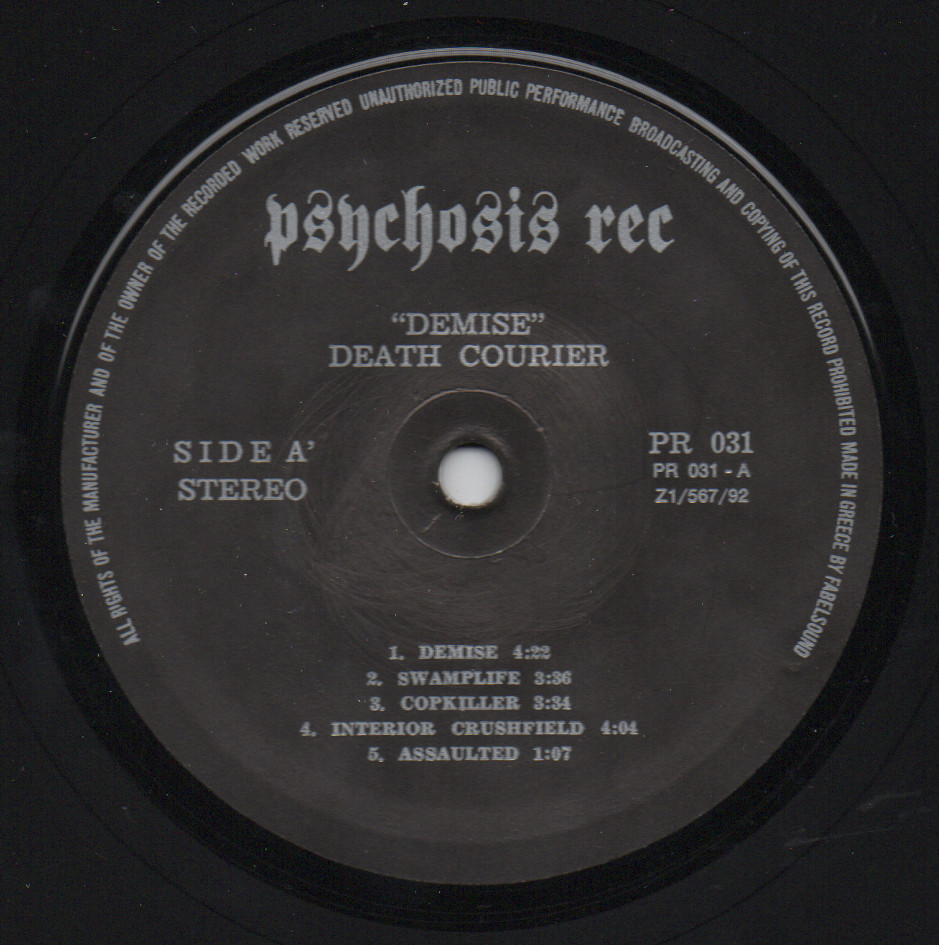 ALL RIGHTS OF THE MANUFACTURER AND OF THE OWNER OF THE RECORDED WORK RESERVED UNAUTHORIZED PUBLIC PERFORMANCE BROADCASTING AND COPYING OF THIS RECORD PROHIBITED MADE IN GREECE BY FABELSOUND
psychosis rec
“DEMISE”
DEATH COURIER
SIDE A'
STEREO
PR 031
PR 031 - A
Z1/567/92
1. DEMISE 4:22
2. SWAMPLIFE 3:36
3. COPKILLER 3:34
4. INTERIOR CRUSHFIELD 4:04
5. ASSAULTED 1:07